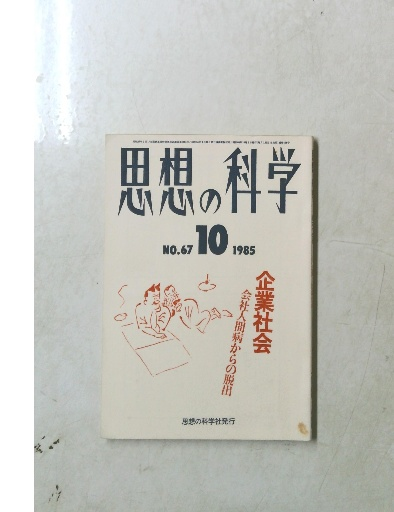 思想の科学
NO.67 10 1985
企業社会
会社人間病からの脱出
思想の科学社発行